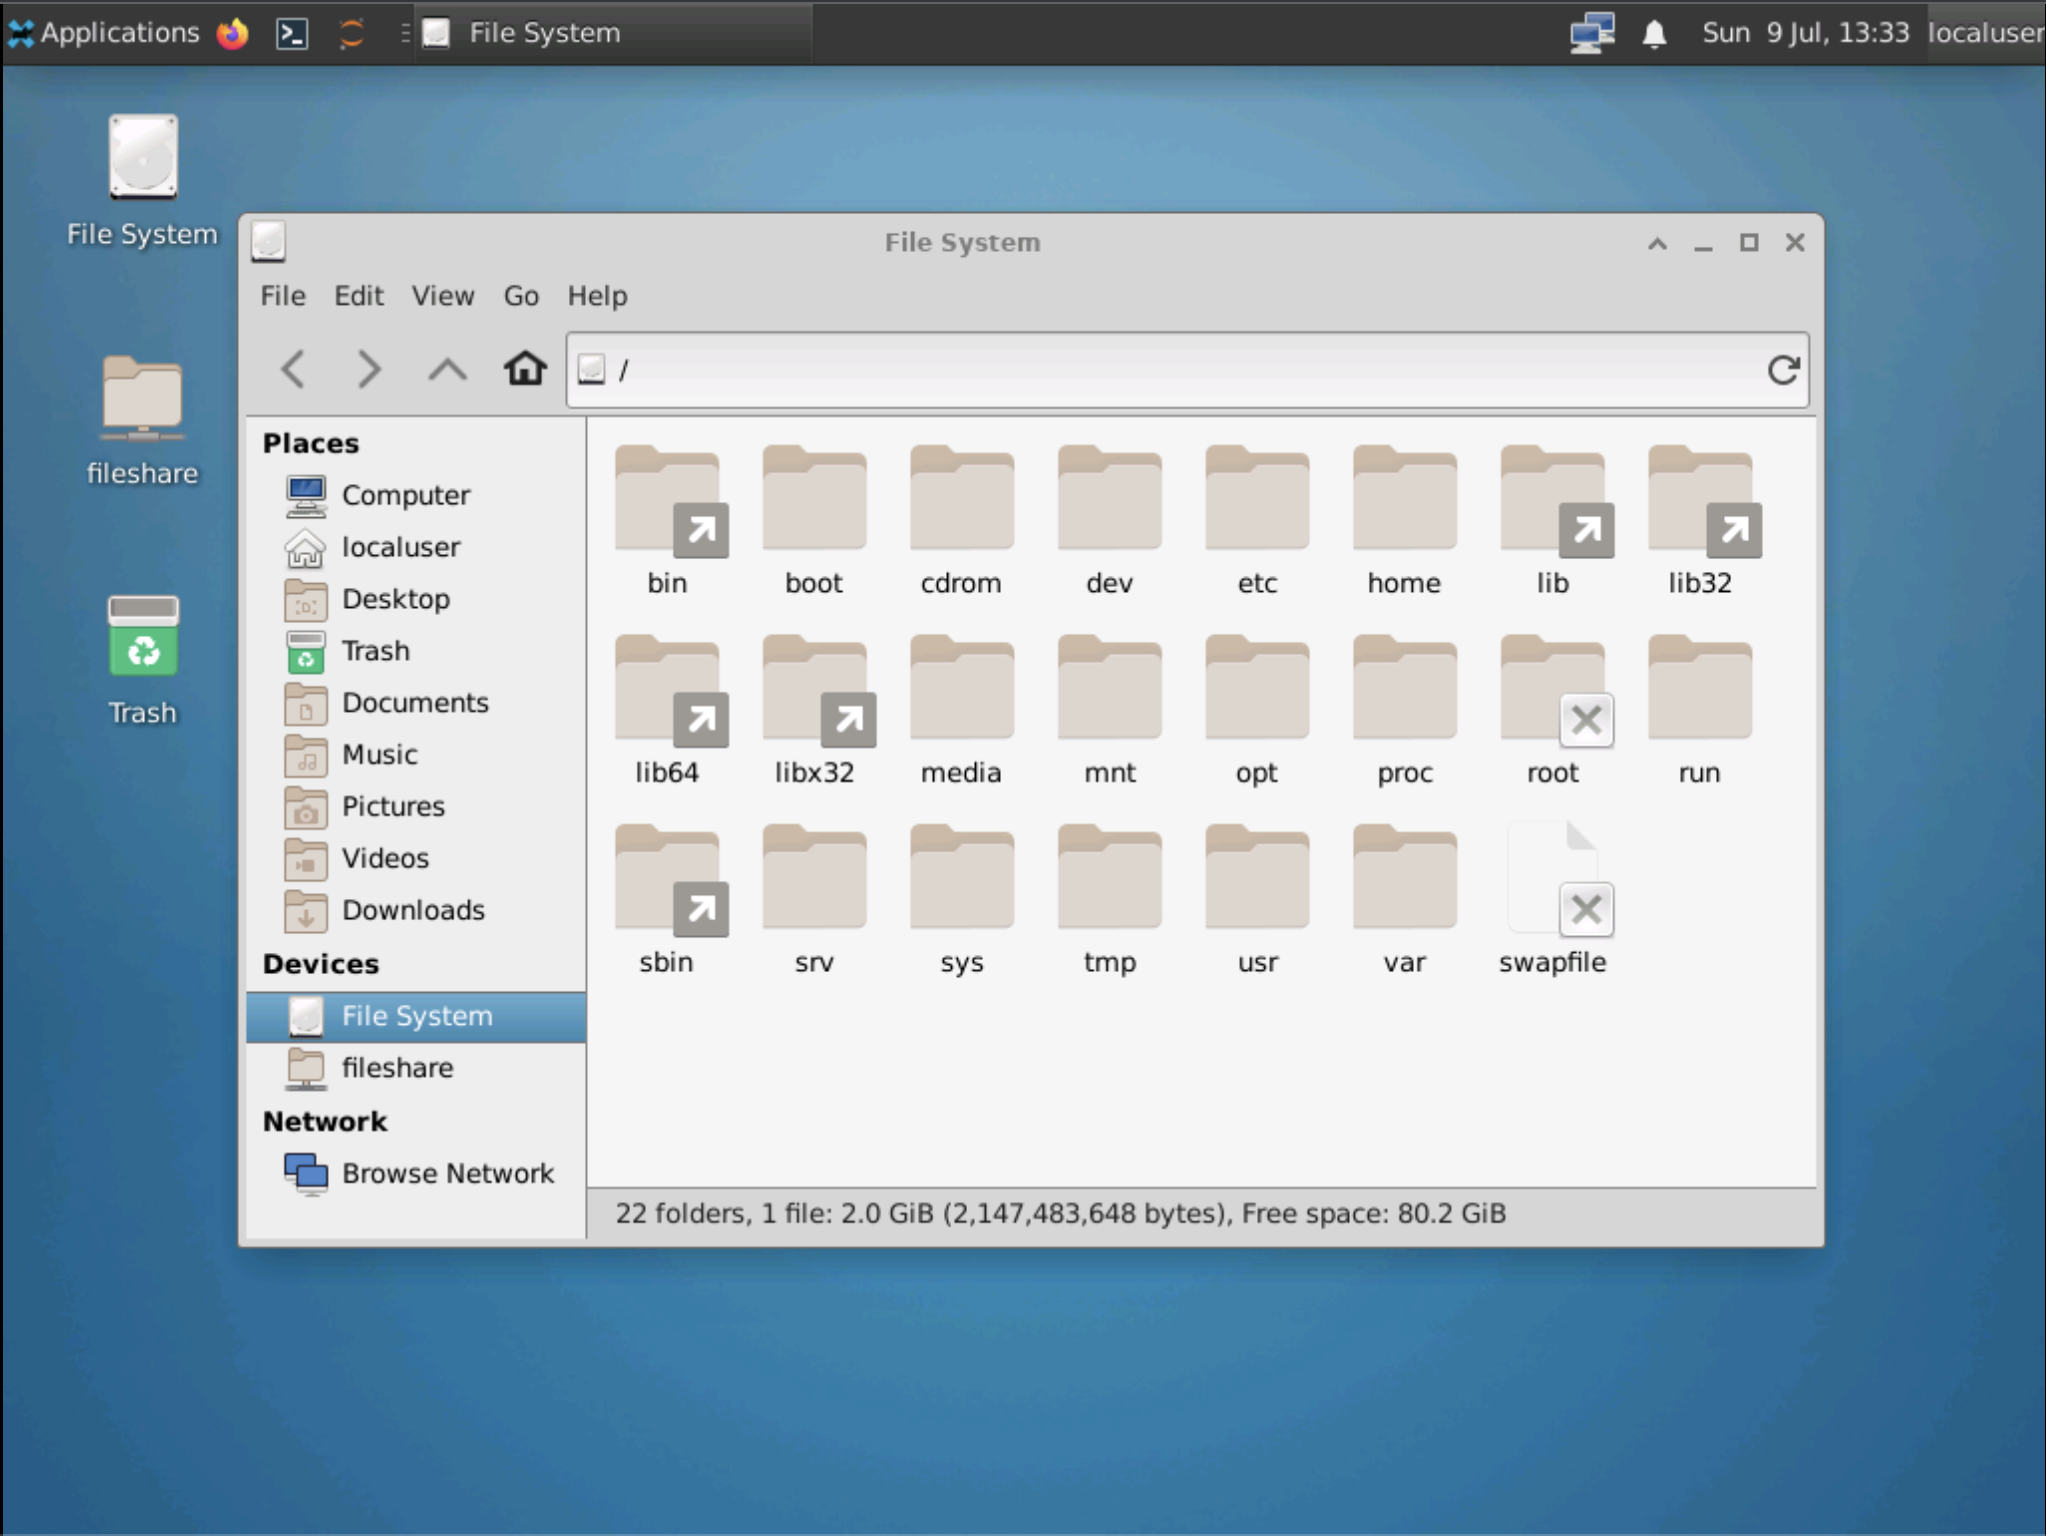 Applications
File System
Sun 9 Jul, 13:33
localuser
File System
fileshare
Trash
File System
File Edit View Go Help
/
Places
Computer
localuser
Desktop
Trash
Documents
Music
Pictures
Videos
Downloads
Devices
File System
fileshare
Network
Browse Network
bin boot cdrom dev etc home lib lib32
lib64 libx32 media mnt opt proc root run
sbin srv sys tmp usr var swapfile
22 folders, 1 file: 2.0 GiB (2,147,483,648 bytes), Free space: 80.2 GiB